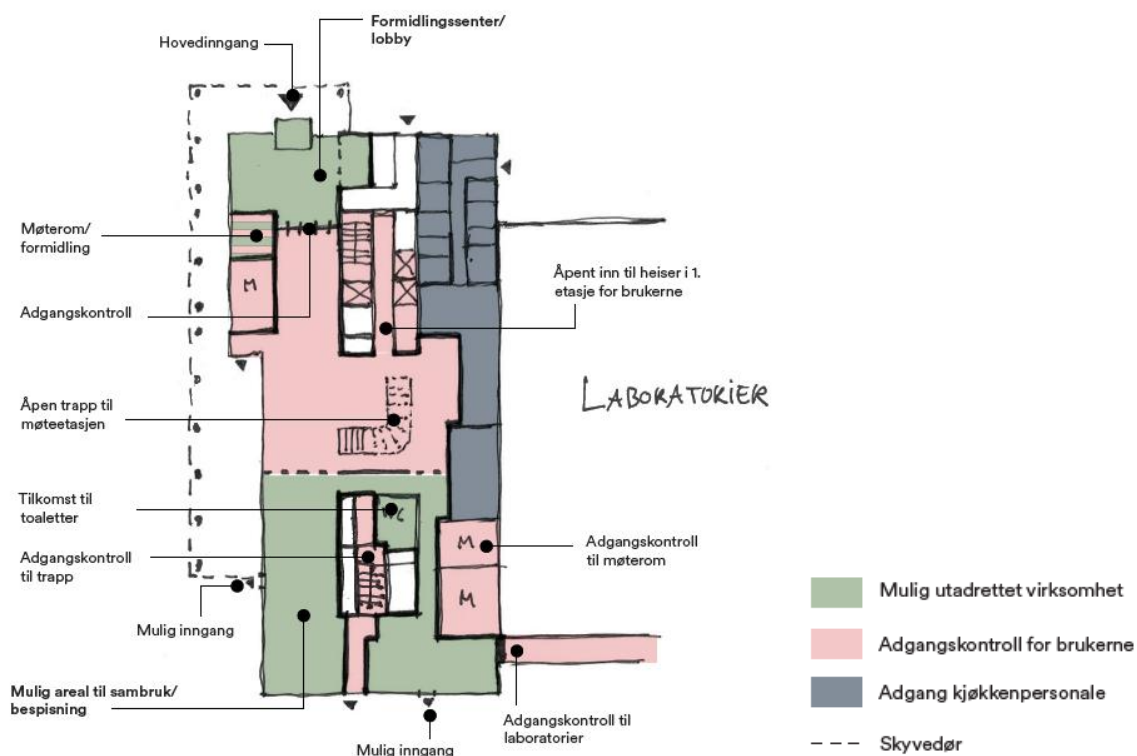 Formidlingssenter/
lobby
Hovedinngang
Møterom/
formidling
M
Åpent inn til heiser i 1.
etasje for brukerne
Adgangskontroll
LABORATORIER
Åpen trapp til
møteetasjen
Tilkomst til
toaletter
WC
Adgangskontroll
til trapp
M
Adgangskontroll
til møterom
M
Mulig inngang
Mulig areal til sambruk/
bespisning
Mulig inngang
Adgangskontroll til
laboratorier
Mulig utadrettet virksomhet
Adgangskontroll for brukerne
Adgang kjøkkenpersonale
Skyvedør